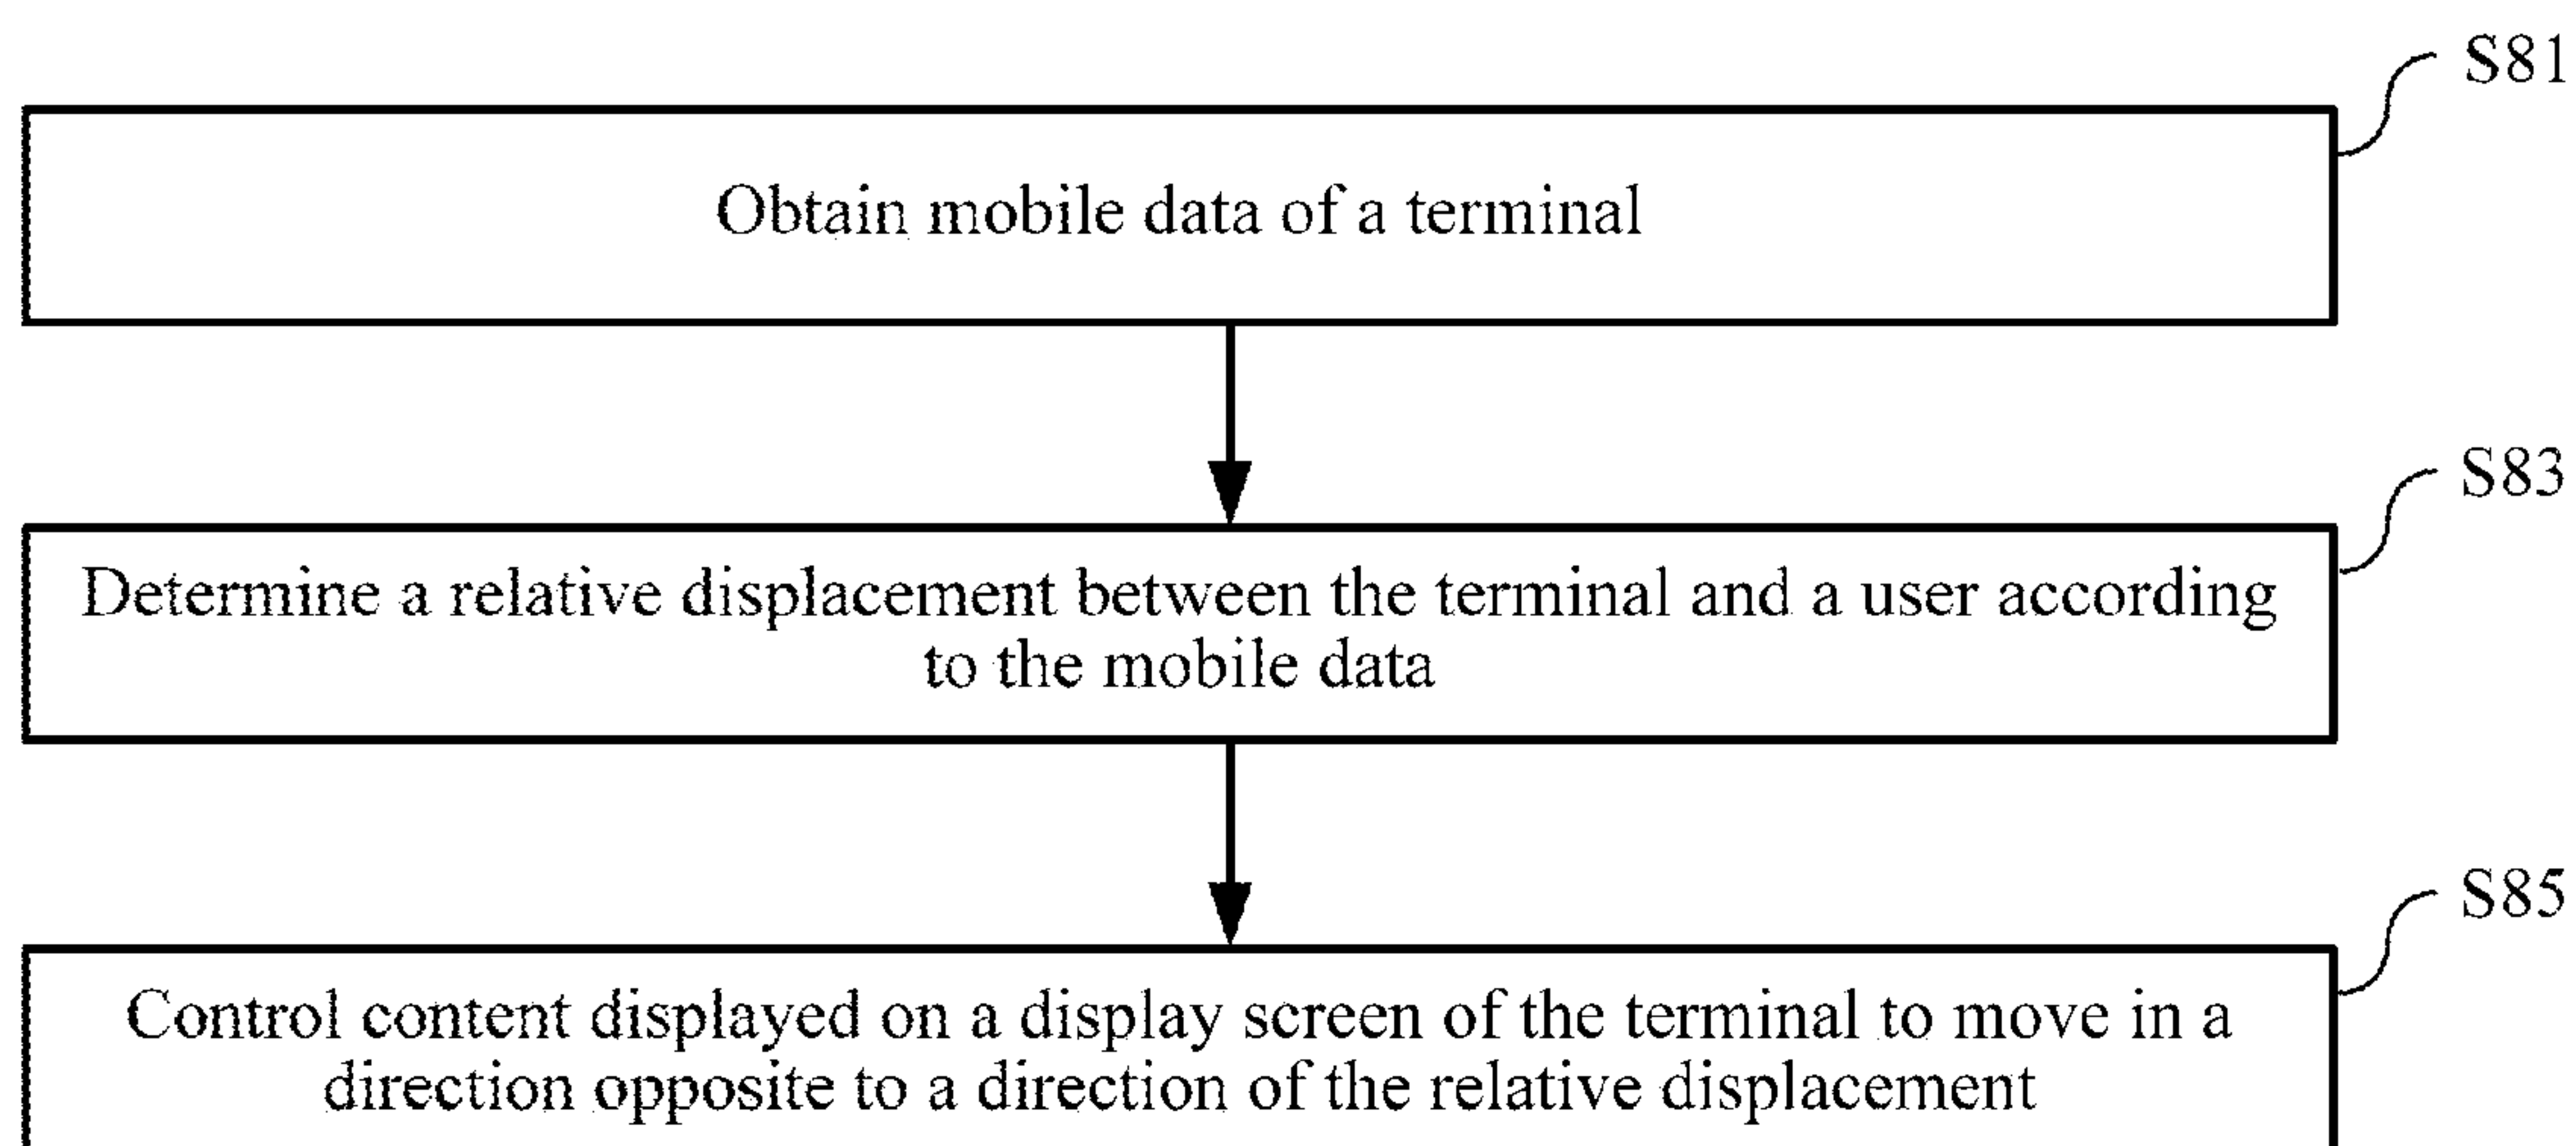 S81
Obtain mobile data of a terminal
S83
Determine a relative displacement between the terminal and a user according
to the mobile data
S85
Control content displayed on a display screen of the terminal to move in a
direction opposite to a direction of the relative displacement